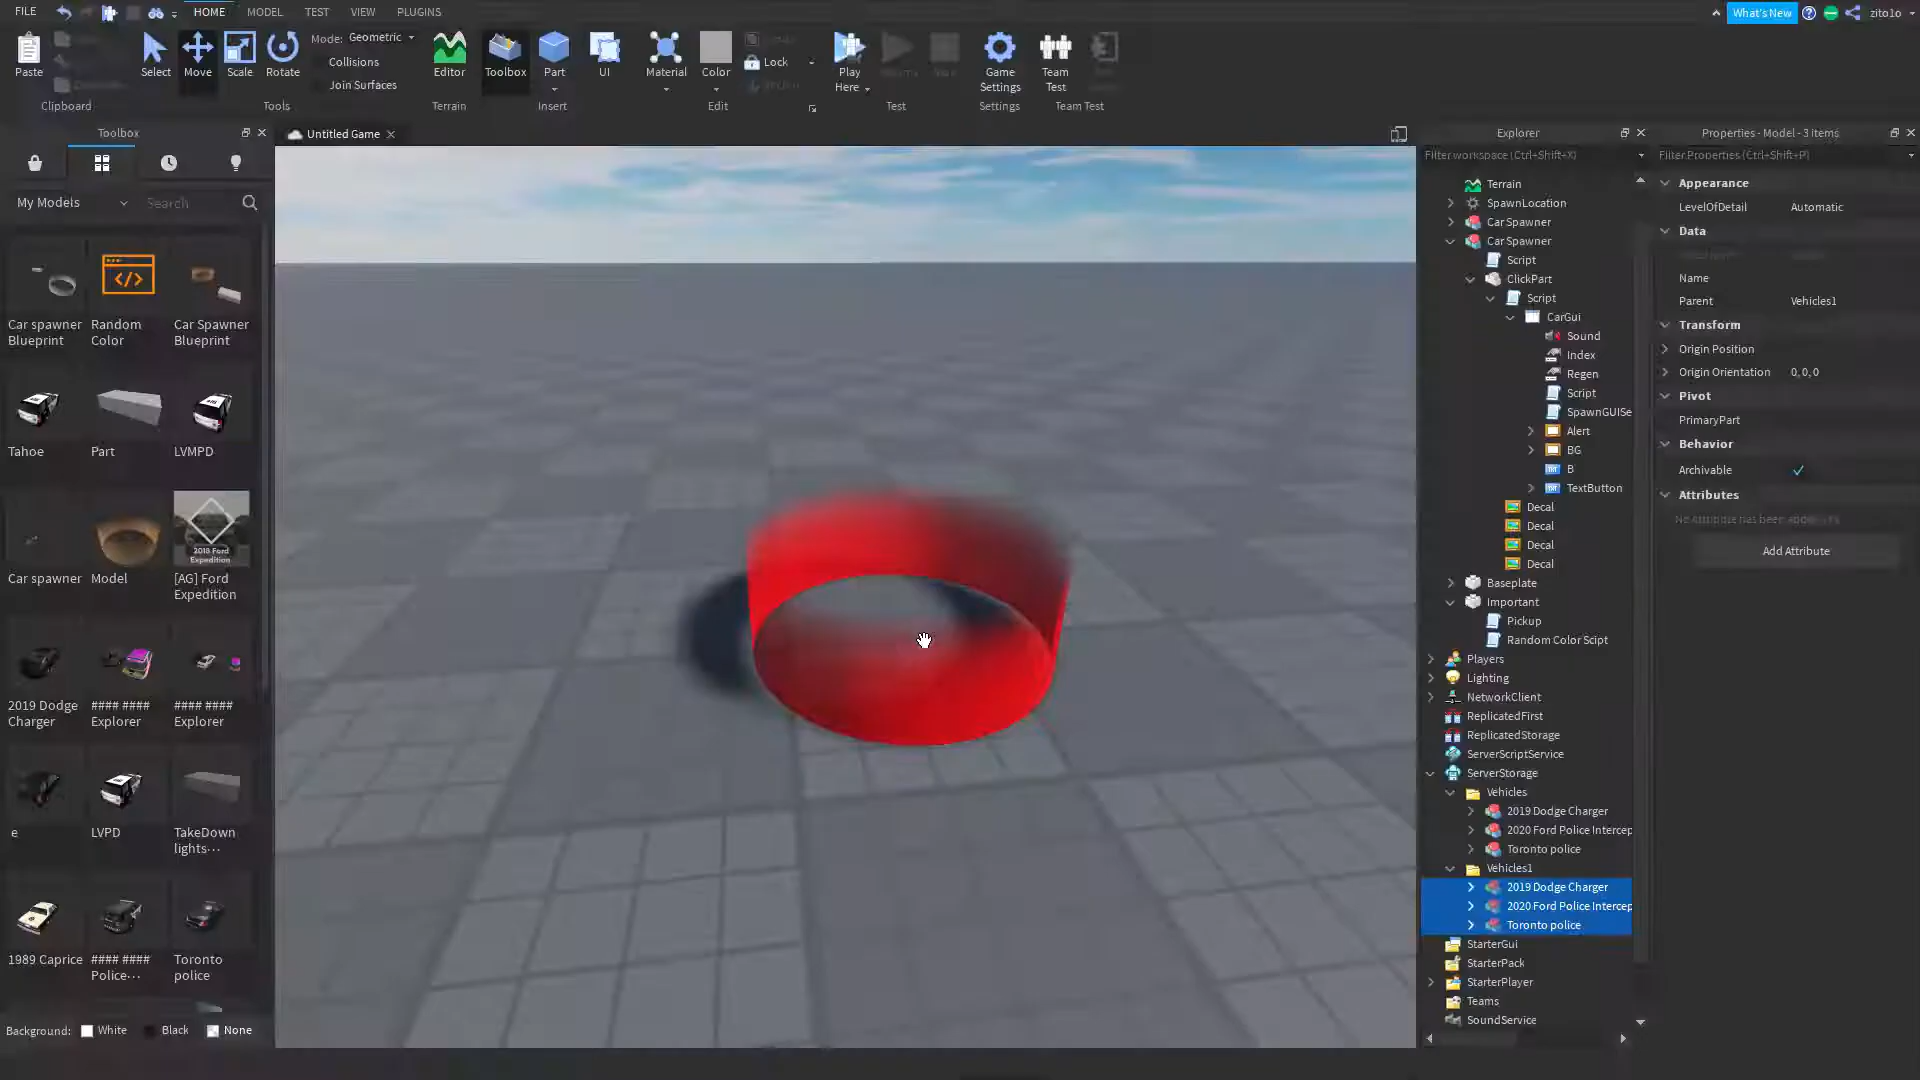 FILE
HOME
MODEL
TEST
VIEW
PLUGINS
What's New
zito1o
Paste
Clipboard
Select
Move
Scale
Rotate
Mode: Geometric
Collisions
Join Surfaces
Tools
Editor
Terrain
Toolbox
Part
UI
Insert
Material
Color
Lock
Edit
Play
Here
Test
Game
Settings
Settings
Team
Test
Team Test
Toolbox
My Models
Search
Car spawner
Blueprint
Random
Color
Car Spawner
Blueprint
Tahoe
Part
LVMPD
Car spawner
Model
2018 Ford
Expedition
[AG] Ford
Expedition
2019 Dodge
Charger
#### ####
Explorer
#### ####
Explorer
e
LVPD
TakeDown
lights···
1989 Caprice
#### ####
Police···
Toronto
police
Background:
White
Black
None
Untitled Game
Explorer
Filter workspace (Ctrl+Shift+X)
Terrain
SpawnLocation
Car Spawner
Car Spawner
Script
ClickPart
Script
CarGui
Sound
Index
Regen
Script
SpawnGUISe
Alert
BG
B
TextButton
Decal
Decal
Decal
Decal
Baseplate
Important
Pickup
Random Color Scipt
Players
Lighting
NetworkClient
ReplicatedFirst
ReplicatedStorage
ServerScriptService
ServerStorage
Vehicles
2019 Dodge Charger
2020 Ford Police Intercep
Toronto police
Vehicles1
2019 Dodge Charger
2020 Ford Police Intercep
Toronto police
StarterGui
StarterPack
StarterPlayer
Teams
SoundService
Properties - Model - 3 Items
Filter Properties (Ctrl+Shift+P)
Appearance
LevelOfDetail
Automatic
Data
Name
Parent
Vehicles1
Transform
Origin Position
Origin Orientation
0, 0, 0
Pivot
PrimaryPart
Behavior
Archivable
Attributes
Add Attribute